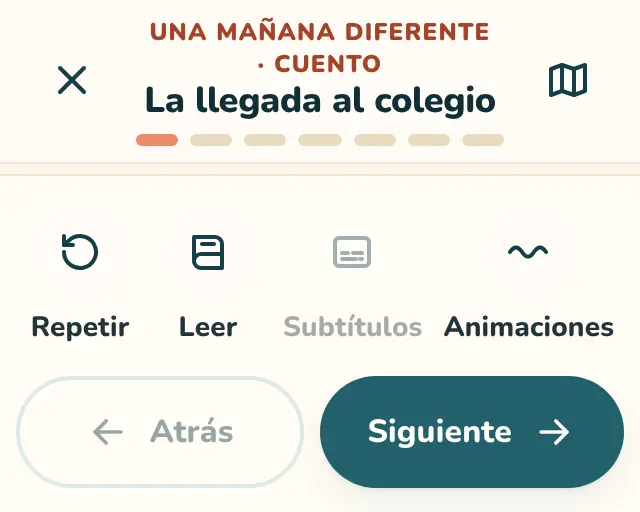 UNA MAÑANA DIFERENTE
· CUENTO
La llegada al colegio
Repetir
Leer
Subtítulos
Animaciones
Atrás
Siguiente